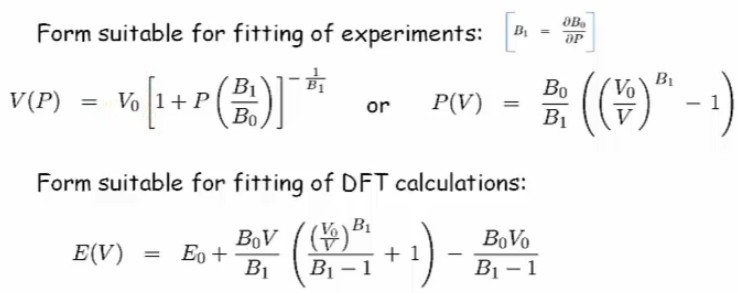 Form suitable for fitting of experiments: [B₁ = ∂B₀/∂P]
V(P) = V₀ [1 + P (B₁/B₀)]^(-1/B₁) or P(V) = B₀/B₁ ((V₀/V)^B₁ - 1)
Form suitable for fitting of DFT calculations:
E(V) = E₀ + B₀V/B₁ ((V₀/V)^B₁/(B₁ - 1) + 1) - B₀V₀/(B₁ - 1)